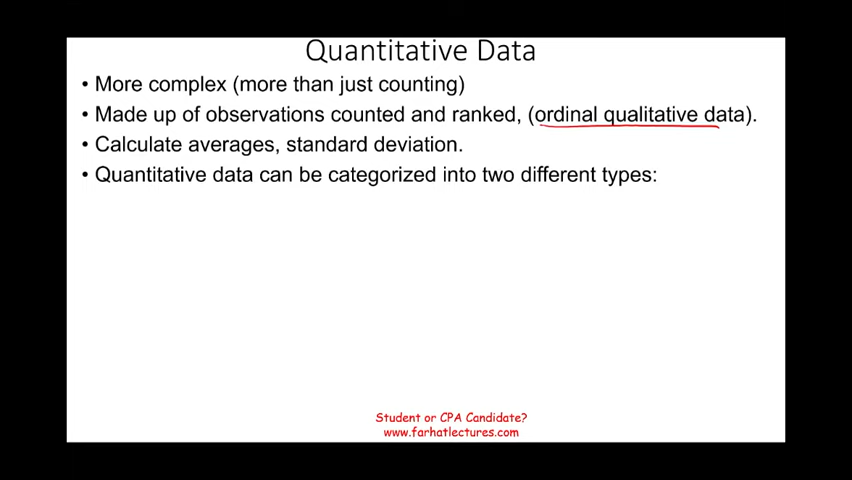 Quantitative Data
• More complex (more than just counting)
• Made up of observations counted and ranked, (ordinal qualitative data).
• Calculate averages, standard deviation.
• Quantitative data can be categorized into two different types:
Student or CPA Candidate?
www.farhatlectures.com